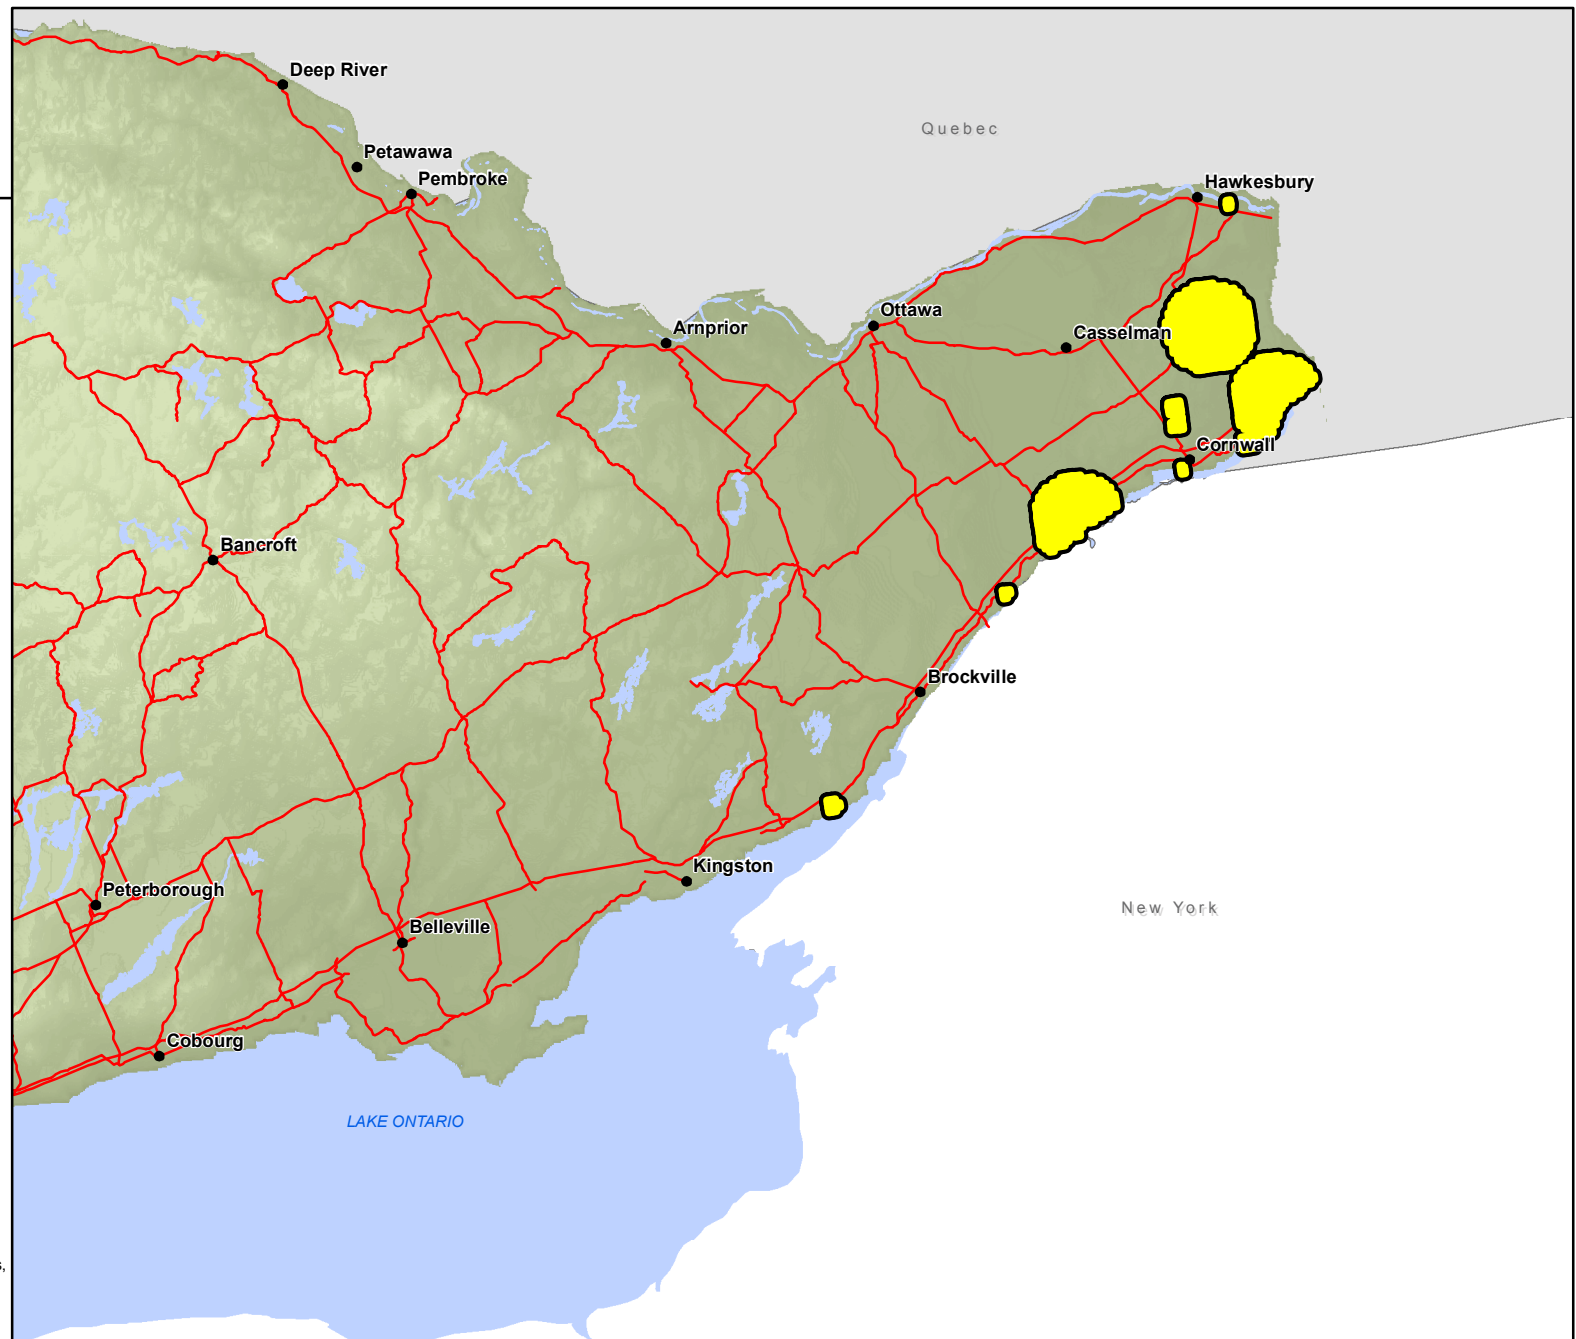 Deep River
Quebec
Petawawa
Pembroke
Hawkesbury
Ottawa
Arnprior
Casselman
Cornwall
Bancroft
Brockville
Kingston
Peterborough
New York
Belleville
Cobourg
LAKE ONTARIO